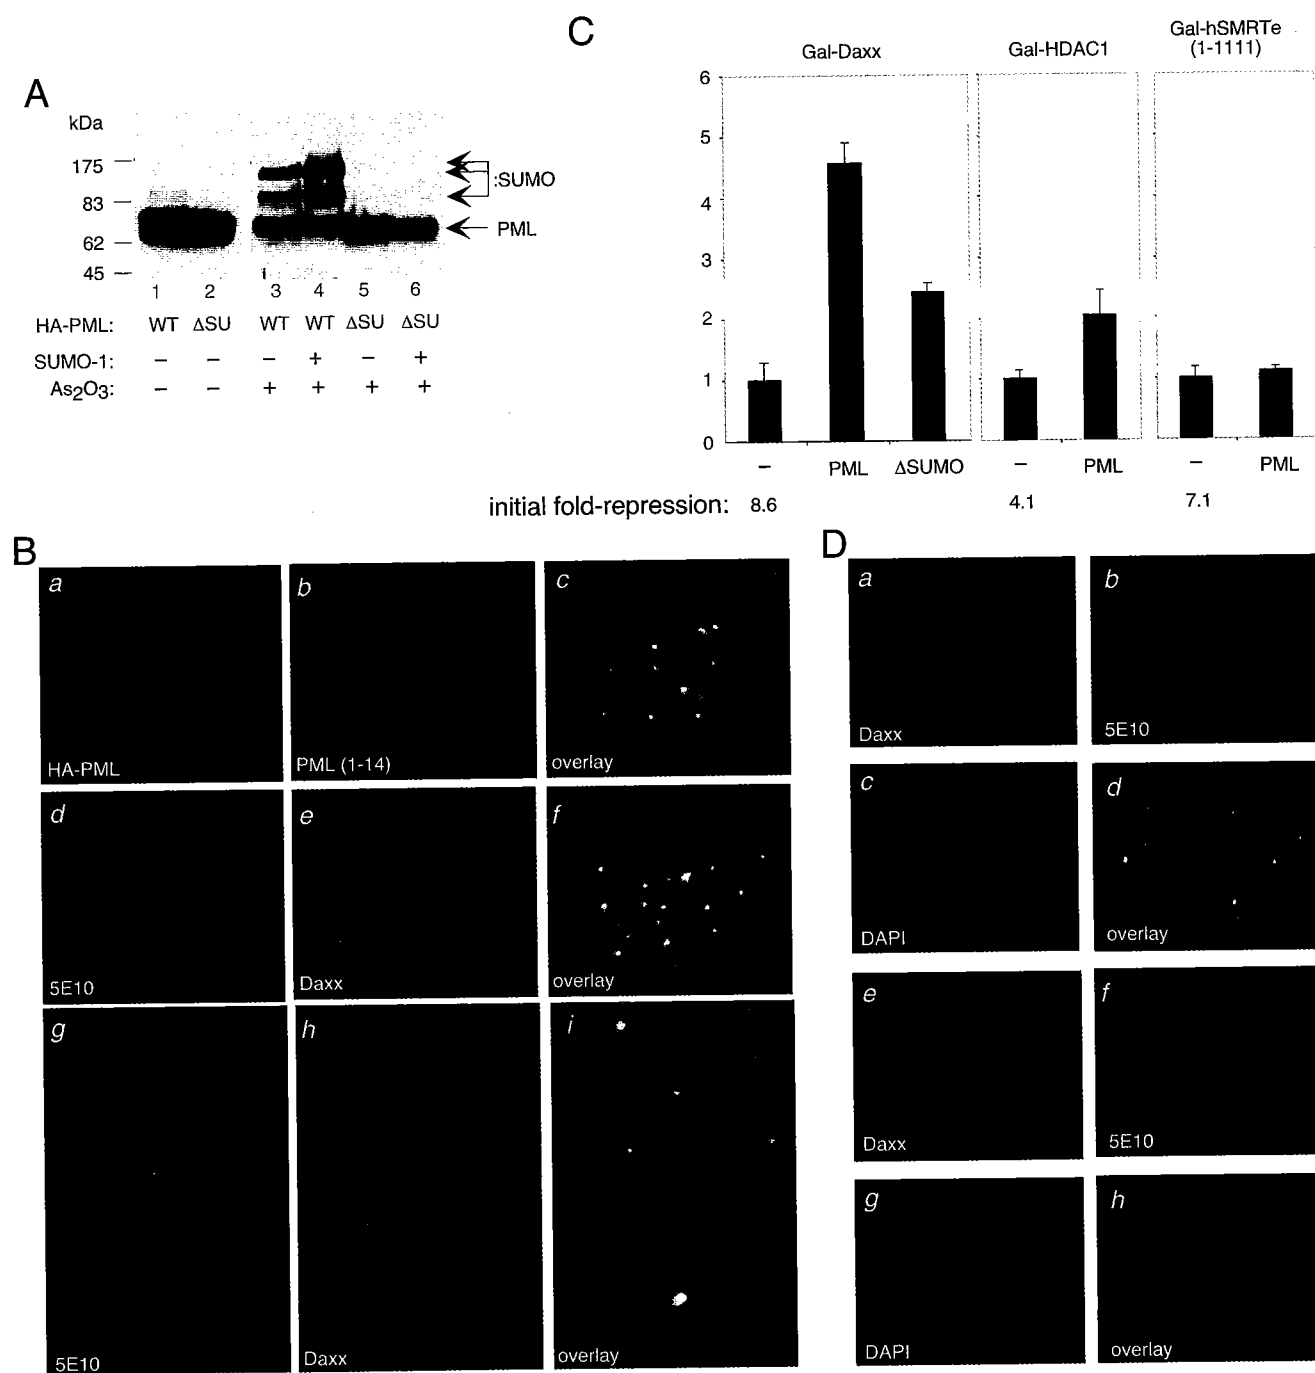 A
kDa
175
83
62
45
:SUMO
PML
1 2 3 4 5 6
HA-PML: WT ΔSU WT WT ΔSU ΔSU
SUMO-1: – – – + – +
As2O3: – – + + + +
C
Gal-Daxx
Gal-HDAC1
Gal-hSMRTe
(1-1111)
6
5
4
3
2
1
0
– PML ΔSUMO – PML – PML
initial fold-repression: 8.6 4.1 7.1
B
a
HA-PML
b
PML (1-14)
c
overlay
d
5E10
e
Daxx
f
overlay
g
5E10
h
Daxx
i
overlay
D
a
Daxx
b
5E10
c
DAPI
d
overlay
e
Daxx
f
5E10
g
DAPI
h
overlay